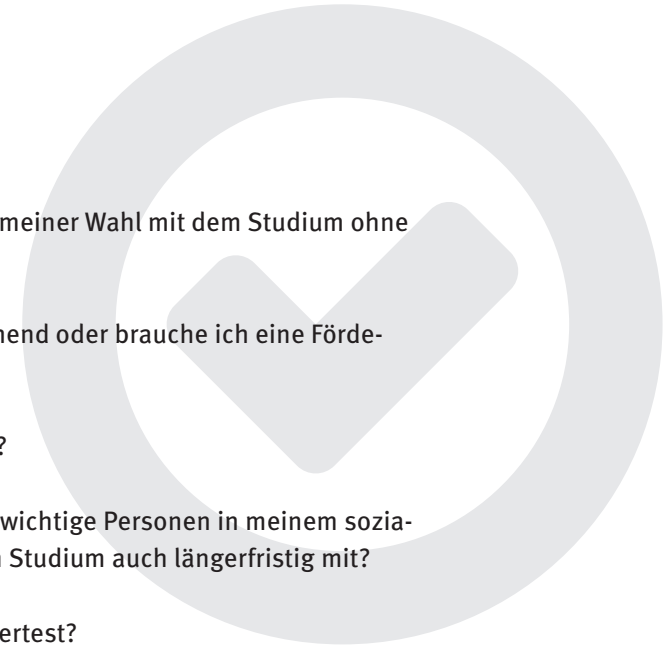 meiner Wahl mit dem Studium ohne
end oder brauche ich eine Förde-
?
wichtige Personen in meinem sozia-
Studium auch längerfristig mit?
ertest?